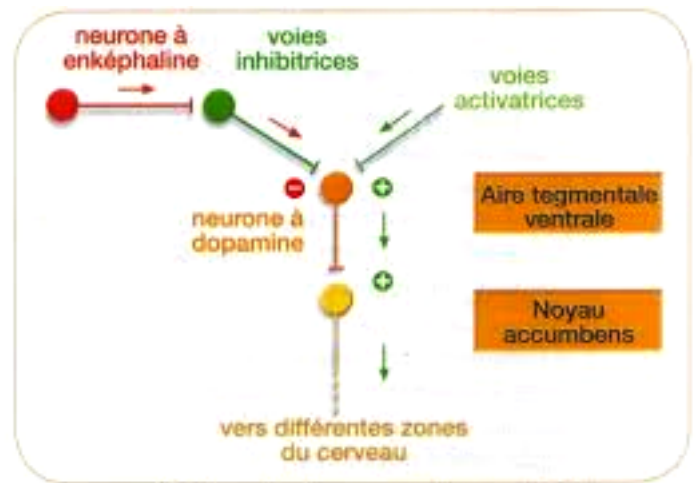 neurone à
enképhaline
voies
inhibitrices
voies
activatrices
neurone à
dopamine
Aire tegmentale
ventrale
Noyau
accumbens
vers différentes zones
du cerveau